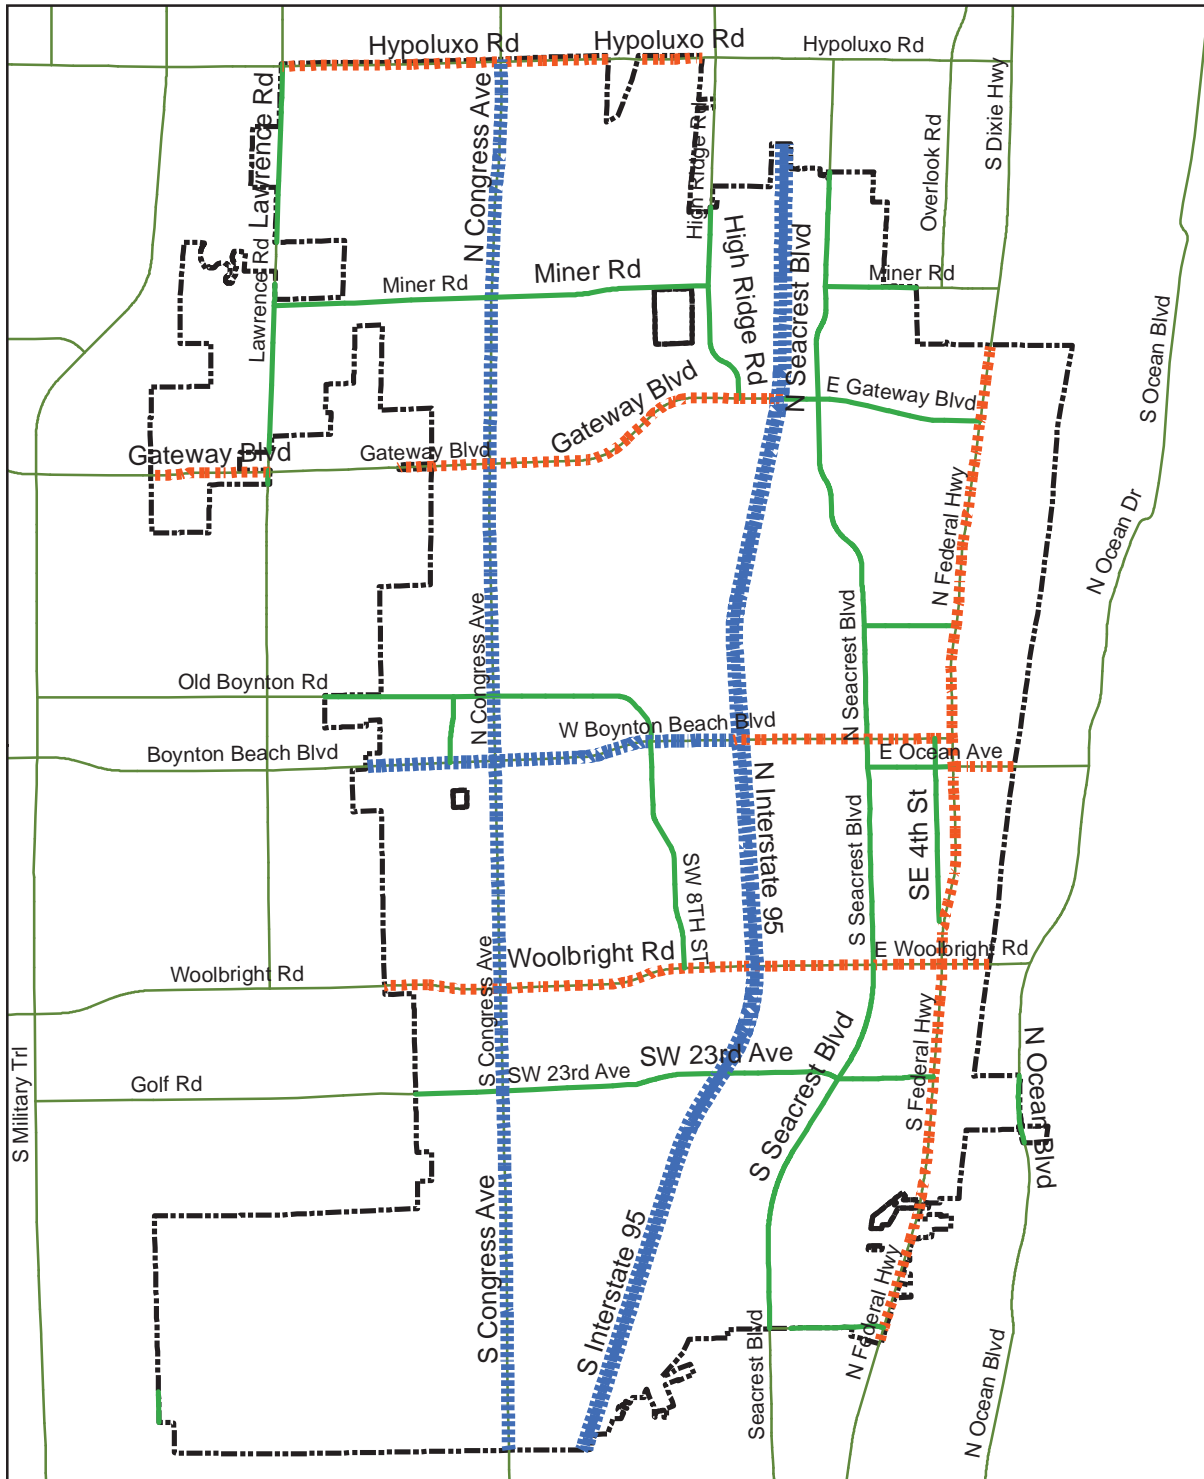 Hypoluxo Rd
Hypoluxo Rd
Hypoluxo Rd
Lawrence Rd
N Congress Ave
High Ridge Rd
Overlook Rd
S Dixie Hwy
Lawrence Rd
Miner Rd
Miner Rd
High Ridge Rd
N Seacrest Blvd
Miner Rd
S Ocean Blvd
Gateway Blvd
Gateway Blvd
Gateway Blvd
E Gateway Blvd
N Federal Hwy
N Ocean Dr
Old Boynton Rd
N Congress Ave
N Seacrest Blvd
Boynton Beach Blvd
W Boynton Beach Blvd
E Ocean Ave
N Interstate 95
S Seacrest Blvd
SE 4th St
SW 8TH ST
Woolbright Rd
Woolbright Rd
E Woolbright Rd
S Congress Ave
S Military Trl
Golf Rd
SW 23rd Ave
SW 23rd Ave
S Seacrest Blvd
S Federal Hwy
N Ocean Blvd
S Congress Ave
S Interstate 95
Seacrest Blvd
N Federal Hwy
N Ocean Blvd